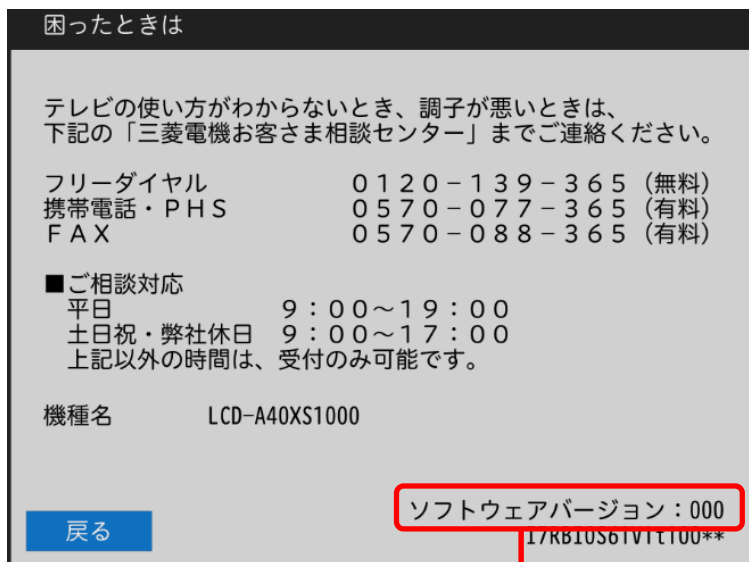 困ったときは
テレビの使い方がわからないとき、調子が悪いときは、
下記の「三菱電機お客さま相談センター」までご連絡ください。
フリーダイヤル 0120-139-365 (無料)
携帯電話・PHS 0570-077-365 (有料)
FAX 0570-088-365 (有料)
■ご相談対応
平日 9:00~19:00
土日祝・弊社休日 9:00~17:00
上記以外の時間は、受付のみ可能です。
機種名 LCD-A40XS1000
ソフトウェアバージョン:000
戻る